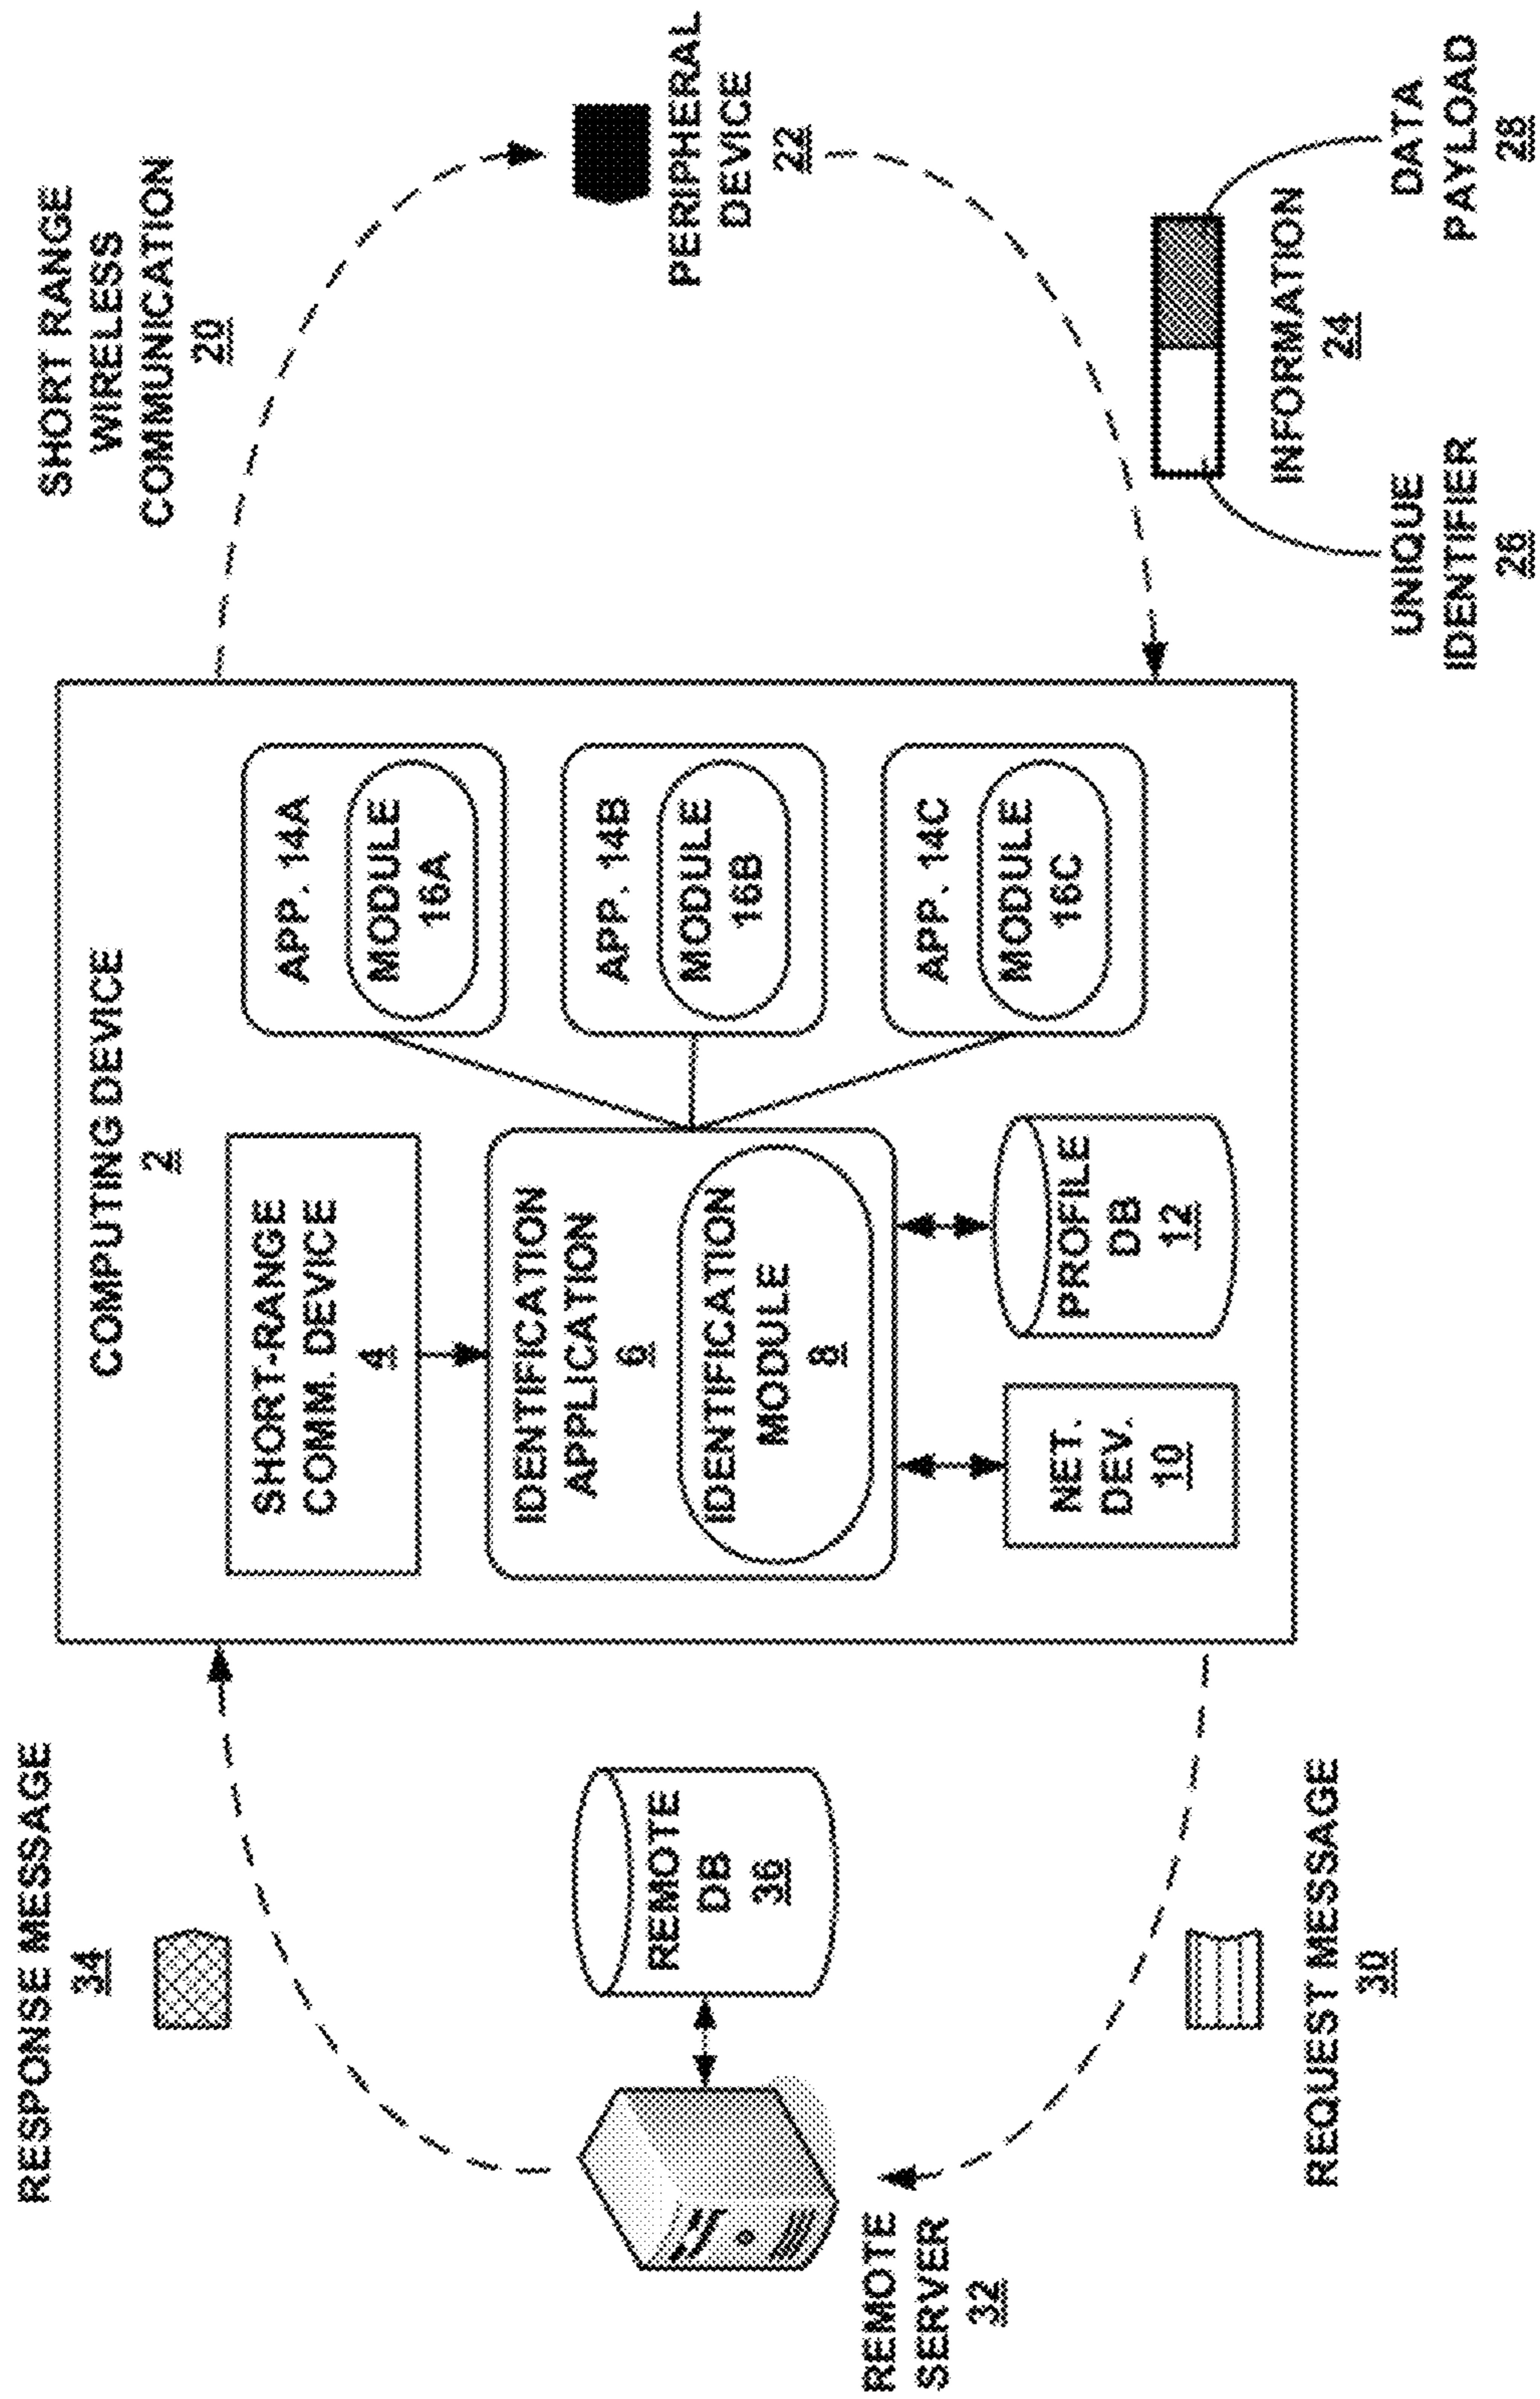 RESPONSE MESSAGE
34
REMOTE
SERVER
32
REMOTE
DB
36
REQUEST MESSAGE
30
COMPUTING DEVICE
2
SHORT-RANGE
COMM. DEVICE
4
IDENTIFICATION
APPLICATION
6
IDENTIFICATION
MODULE
8
NET.
DEV.
10
PROFILE
DB
12
APP. 14A
MODULE
16A
APP. 14B
MODULE
16B
APP. 14C
MODULE
16C
SHORT RANGE
WIRELESS
COMMUNICATION
20
PERIPHERAL
DEVICE
22
INFORMATION
24
UNIQUE
IDENTIFIER
26
DATA
PAYLOAD
28